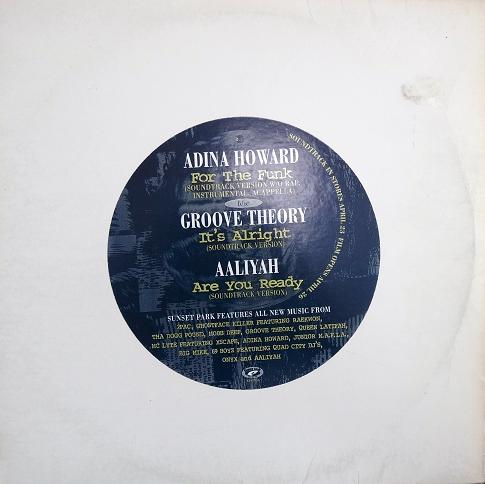 ADINA HOWARD
For The Funk
(SOUNDTRACK VERSION W/O RAP,
INSTRUMENTAL, ACAPPELLA)
b/w
GROOVE THEORY
It's Alright
(SOUNDTRACK VERSION)
AALIYAH
Are You Ready
(SOUNDTRACK VERSION)
SOUNDTRACK IN STORES APRIL 23 FILM OPENS APRIL 26
SUNSET PARK FEATURES ALL NEW MUSIC FROM
2PAC, GHOSTFACE KILLER FEATURING RAEKWON,
THA DOGG POUND, MOBB DEEP, GROOVE THEORY, QUEEN LATIFAH,
MC LYTE FEATURING XSCAPE, ADINA HOWARD, JUNIOR M.A.F.I.A.,
BIG MIKE, 69 BOYS FEATURING QUAD CITY DJ'S,
ONYX and AALIYAH